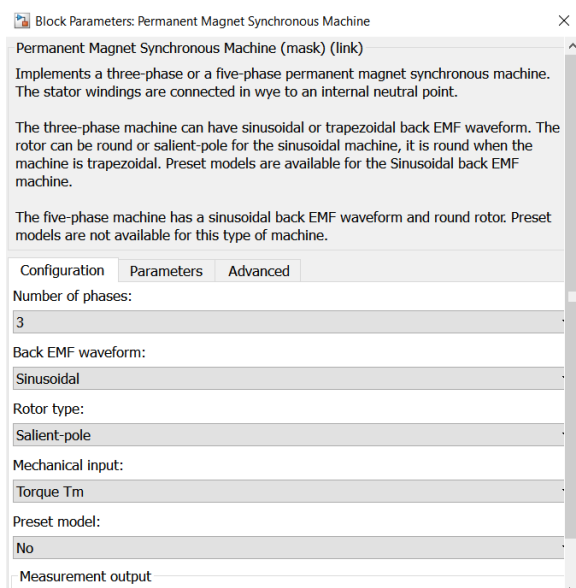 Block Parameters: Permanent Magnet Synchronous Machine
Permanent Magnet Synchronous Machine (mask) (link)
Implements a three-phase or a five-phase permanent magnet synchronous machine.
The stator windings are connected in wye to an internal neutral point.
The three-phase machine can have sinusoidal or trapezoidal back EMF waveform. The
rotor can be round or salient-pole for the sinusoidal machine, it is round when the
machine is trapezoidal. Preset models are available for the Sinusoidal back EMF
machine.
The five-phase machine has a sinusoidal back EMF waveform and round rotor. Preset
models are not available for this type of machine.
Configuration Parameters Advanced
Number of phases:
3
Back EMF waveform:
Sinusoidal
Rotor type:
Salient-pole
Mechanical input:
Torque Tm
Preset model:
No
Measurement output